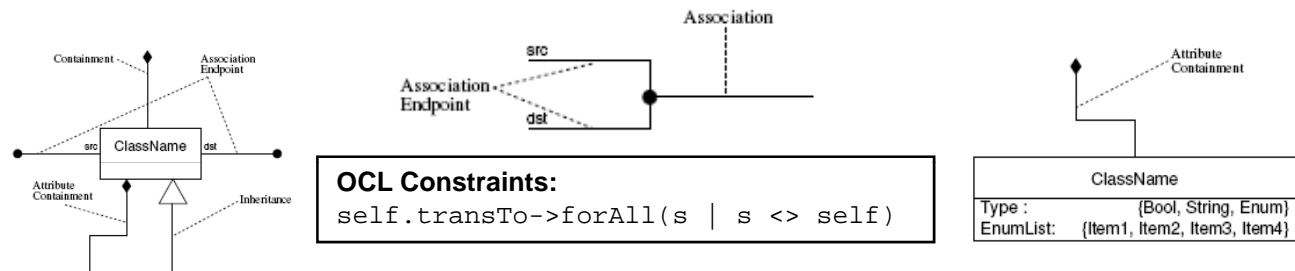 Containment
Association
Endpoint
src
ClassName
dst
Attribute
Containment
Inheritance
Association
src
Association
Endpoint
dst
OCL Constraints:
self.transTo->forAll(s | s <> self)
Attribute
Containment
ClassName
Type : {Bool, String, Enum}
EnumList: {Item1, Item2, Item3, Item4}